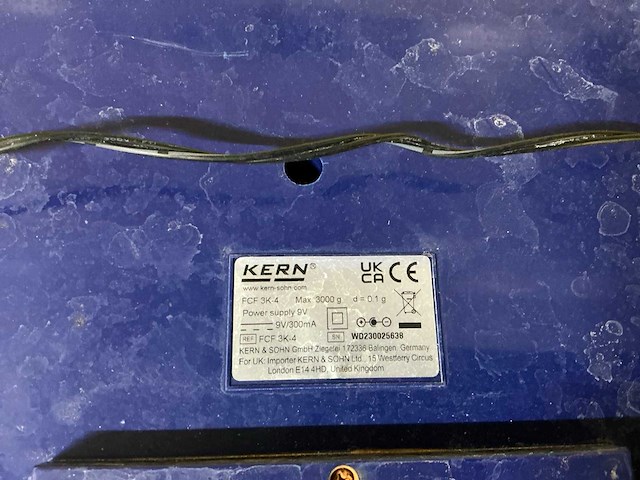 KERN®
UK
CA
CE
www.kern-sohn.com
FCF 3K-4 Max 3000 g d = 0.1 g
Power supply 9V
9V/300mA
REF FCF 3K-4 SN WD230025638
KERN & SOHN GmbH Ziegelei 172336 Balingen, Germany
For UK: Importer KERN & SOHN Ltd., 15 Westferry Circus
London E14 4HD, United Kingdom